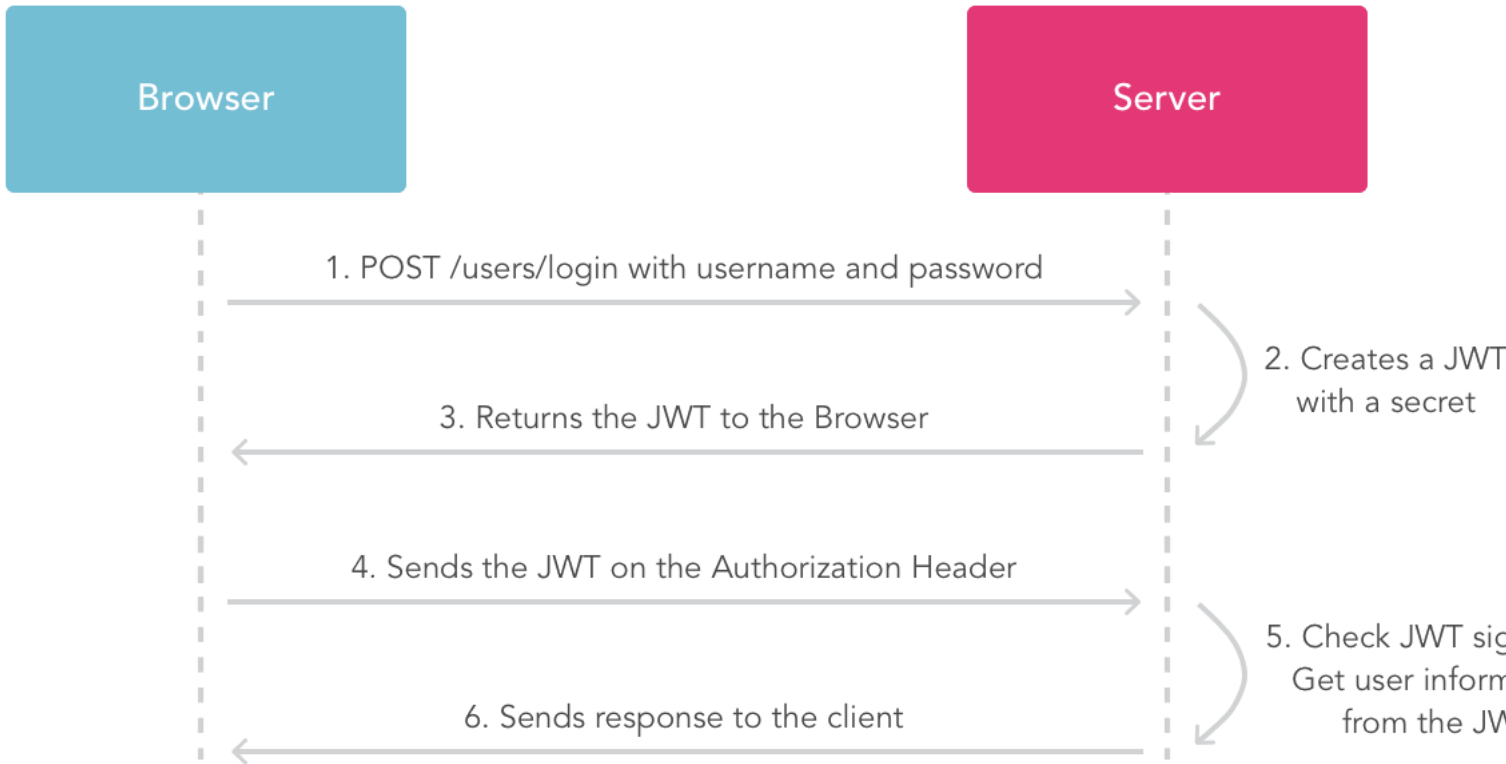 Browser
Server
1. POST /users/login with username and password
2. Creates a JWT
with a secret
3. Returns the JWT to the Browser
4. Sends the JWT on the Authorization Header
5. Check JWT
Get user
from the
6. Sends response to the client